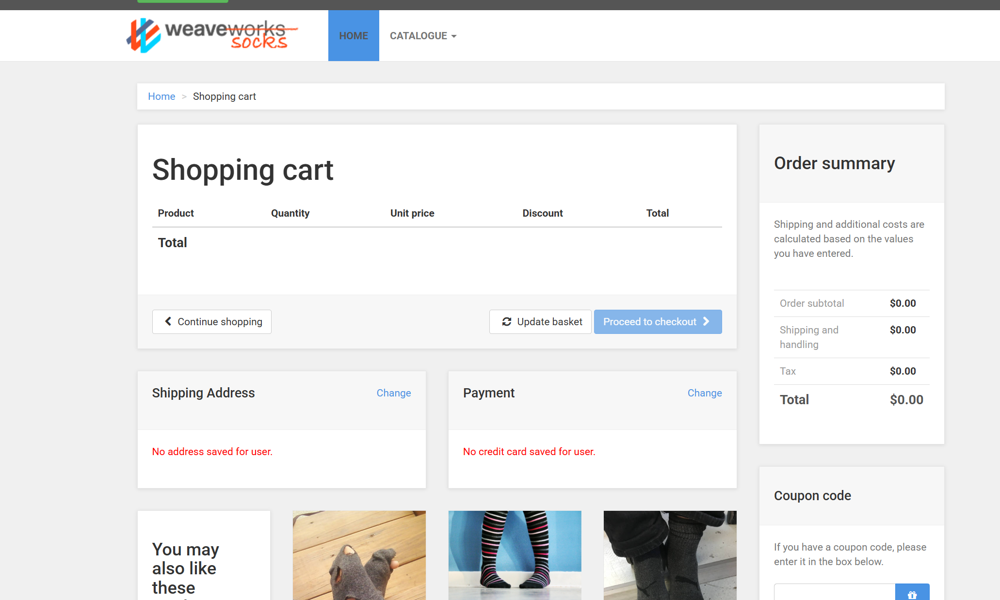 weaveworks
socks
HOME
CATALOGUE
Home > Shopping cart
Shopping cart
Product Quantity Unit price Discount Total
Total
Continue shopping
Update basket
Proceed to checkout
Order summary
Shipping and additional costs are
calculated based on the values
you have entered.
Order subtotal $0.00
Shipping and $0.00
handling
Tax $0.00
Total $0.00
Shipping Address Change
No address saved for user.
Payment Change
No credit card saved for user.
Coupon code
If you have a coupon code, please
enter it in the box below.
You may
also like
these